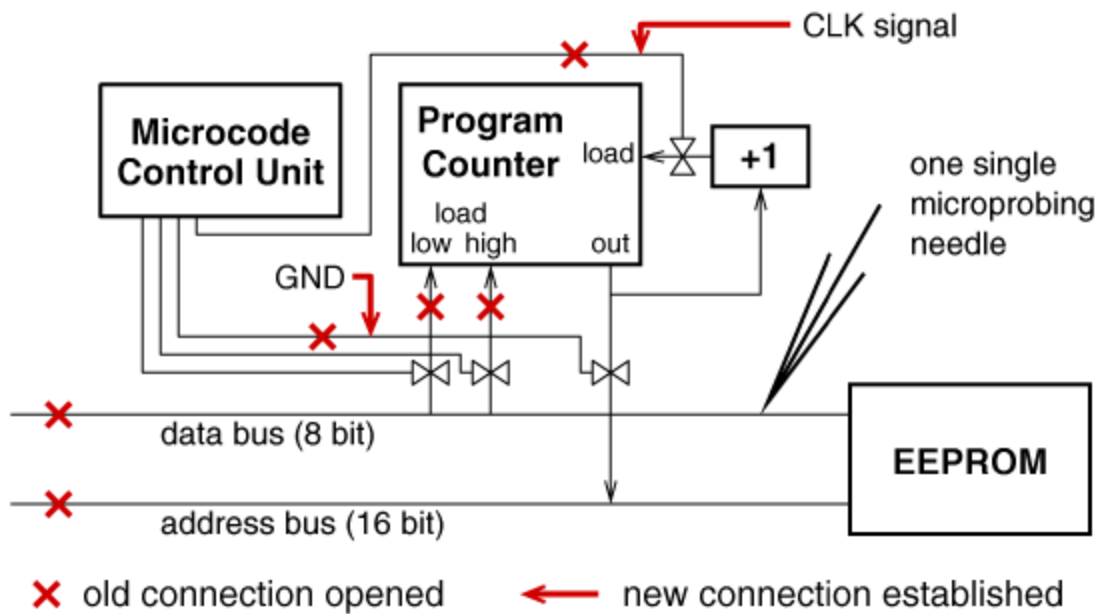 CLK signal
Microcode
Control Unit
Program
Counter
load
+1
one single
microprobing
needle
load
low high
out
GND
data bus (8 bit)
EEPROM
address bus (16 bit)
old connection opened
new connection established